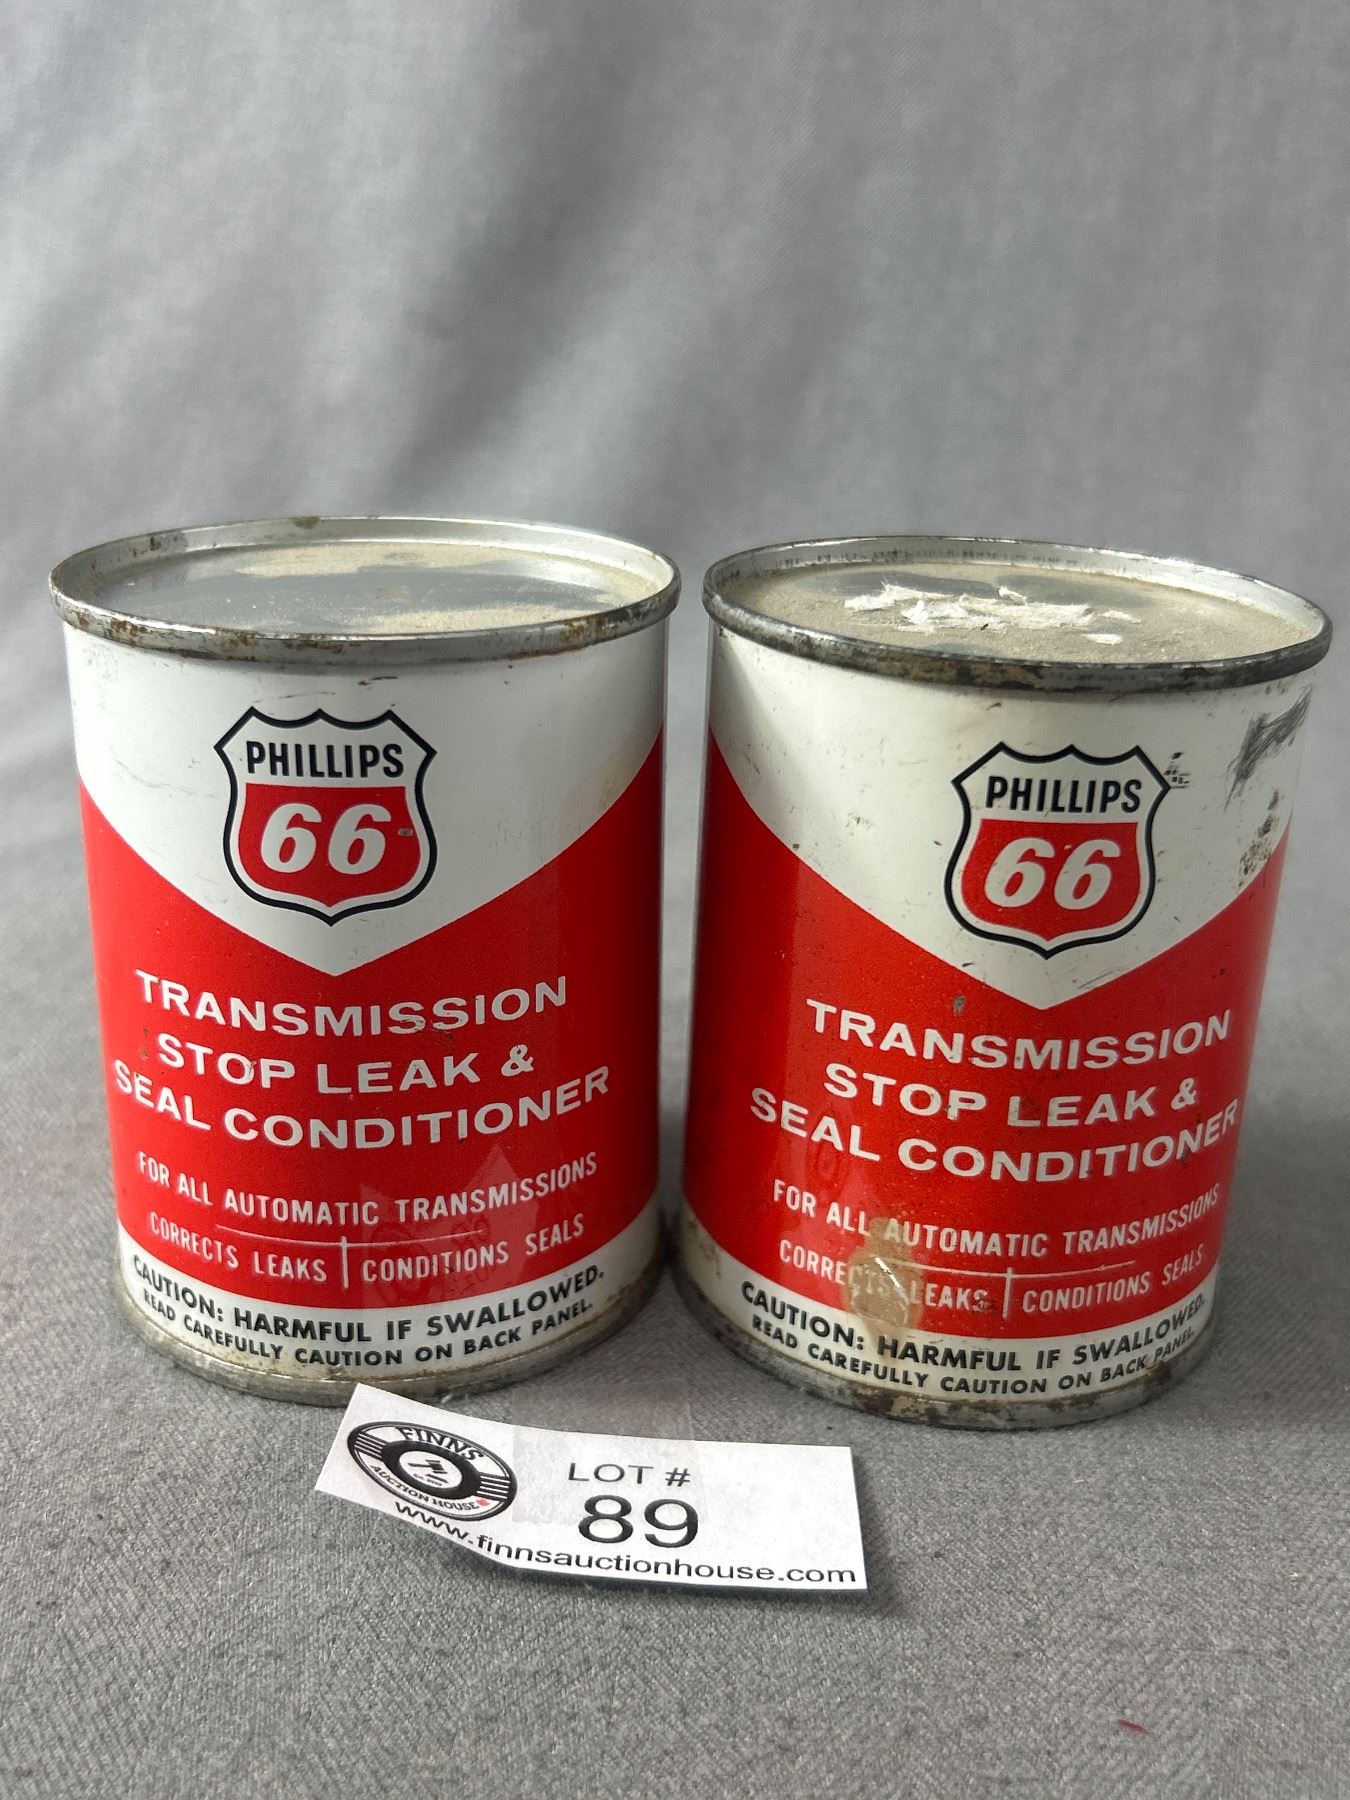 PHILLIPS
66
TRANSMISSION
STOP LEAK &
SEAL CONDITIONER
FOR ALL AUTOMATIC TRANSMISSIONS
CORRECTS LEAKS | CONDITIONS SEALS
CAUTION: HARMFUL IF SWALLOWED.
READ CAREFULLY CAUTION ON BACK PANEL.
PHILLIPS
66
TRANSMISSION
STOP LEAK &
SEAL CONDITIONER
FOR ALL AUTOMATIC TRANSMISSIONS
CORRECTS LEAKS | CONDITIONS SEALS
CAUTION: HARMFUL IF SWALLOWED.
READ CAREFULLY CAUTION ON BACK PANEL.
FINNS
AUCTION HOUSE
LOT #
89
www.finnsauctionhouse.com